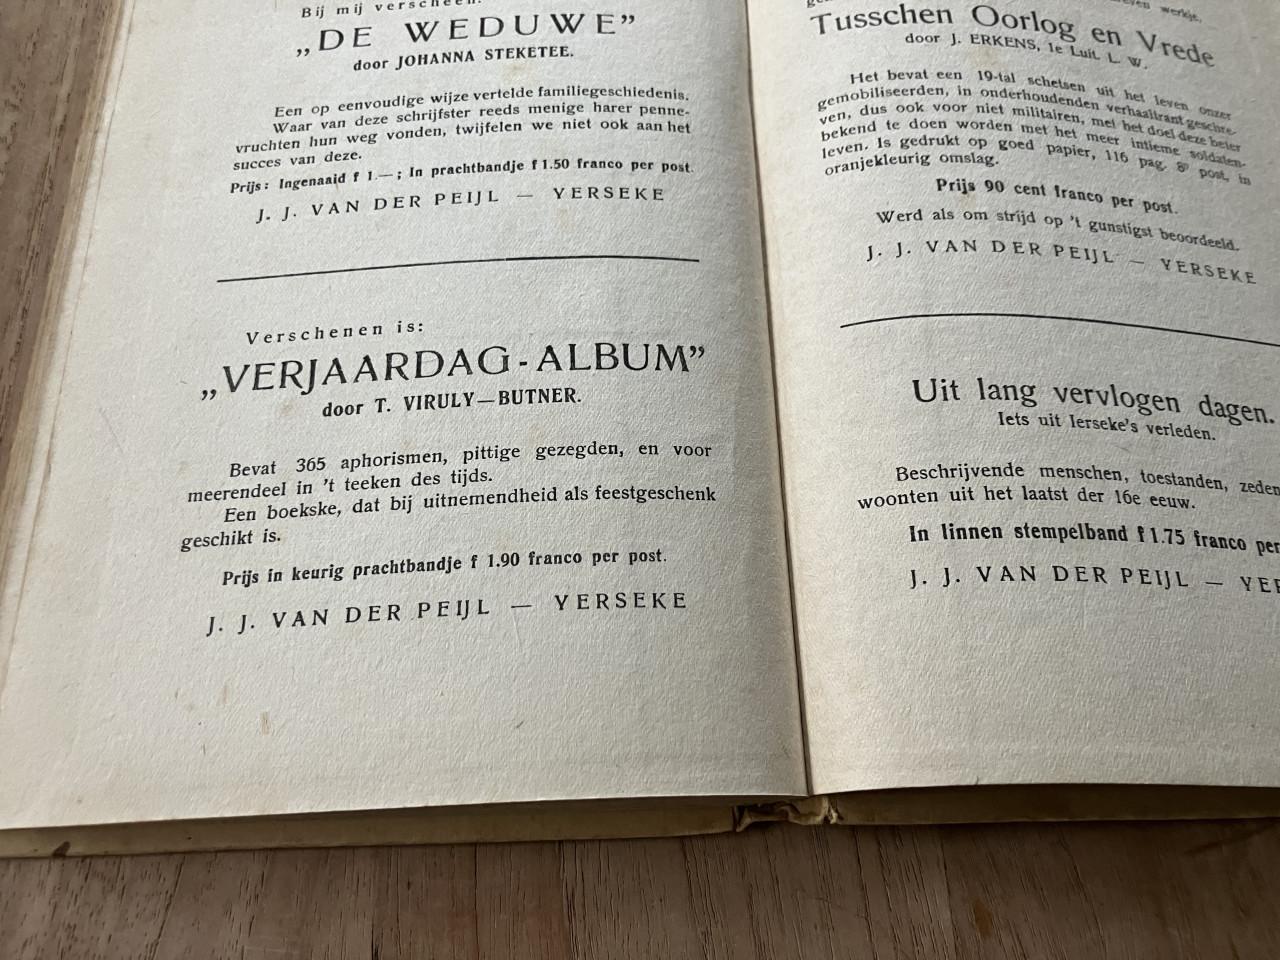 Bij mij verscheen:
„DE WEDUWE”
door JOHANNA STEKETEE.
Een op eenvoudige wijze vertelde familiegeschiedenis.
Waar van deze schrijfster reeds menige harer penne-
vruchten hun weg vonden, twijfelen we niet ook aan het
succes van deze.
Prijs: Ingenaaid f 1.—; In prachtbandje f 1.50 franco per post.
J. J. VAN DER PEIJL — YERSEKE
Verschenen is:
„VERJAARDAG-ALBUM”
door T. VIRULY—BUTNER.
Bevat 365 aphorismen, pittige gezegden, en voor
meerendeel in 't teeken des tijds.
Een boekske, dat bij uitnemendheid als feestgeschenk
geschikt is.
Prijs in keurig prachtbandje f 1.90 franco per post.
J. J. VAN DER PEIJL — YERSEKE
werkje,
Tusschen Oorlog en Vrede
door J. ERKENS, 1e Luit. L. W.
Het bevat een 19-tal schetsen uit het leven onzer
gemobiliseerden, in onderhoudenden verhaaltrant geschre-
ven, dus ook voor niet militairen, met het doel deze beter
bekend te doen worden met het meer intieme soldaten-
leven. Is gedrukt op goed papier, 116 pag. 8° post, in
oranjekleurig omslag.
Prijs 90 cent franco per post.
Werd als om strijd op 't gunstigst beoordeeld.
J. J. VAN DER PEIJL — YERSEKE
Uit lang vervlogen dagen.
Iets uit Ierseke's verleden.
Beschrijvende menschen, toestanden, zeden
woonten uit het laatst der 16e eeuw.
In linnen stempelband f 1.75 franco per
J. J. VAN DER PEIJL — YER